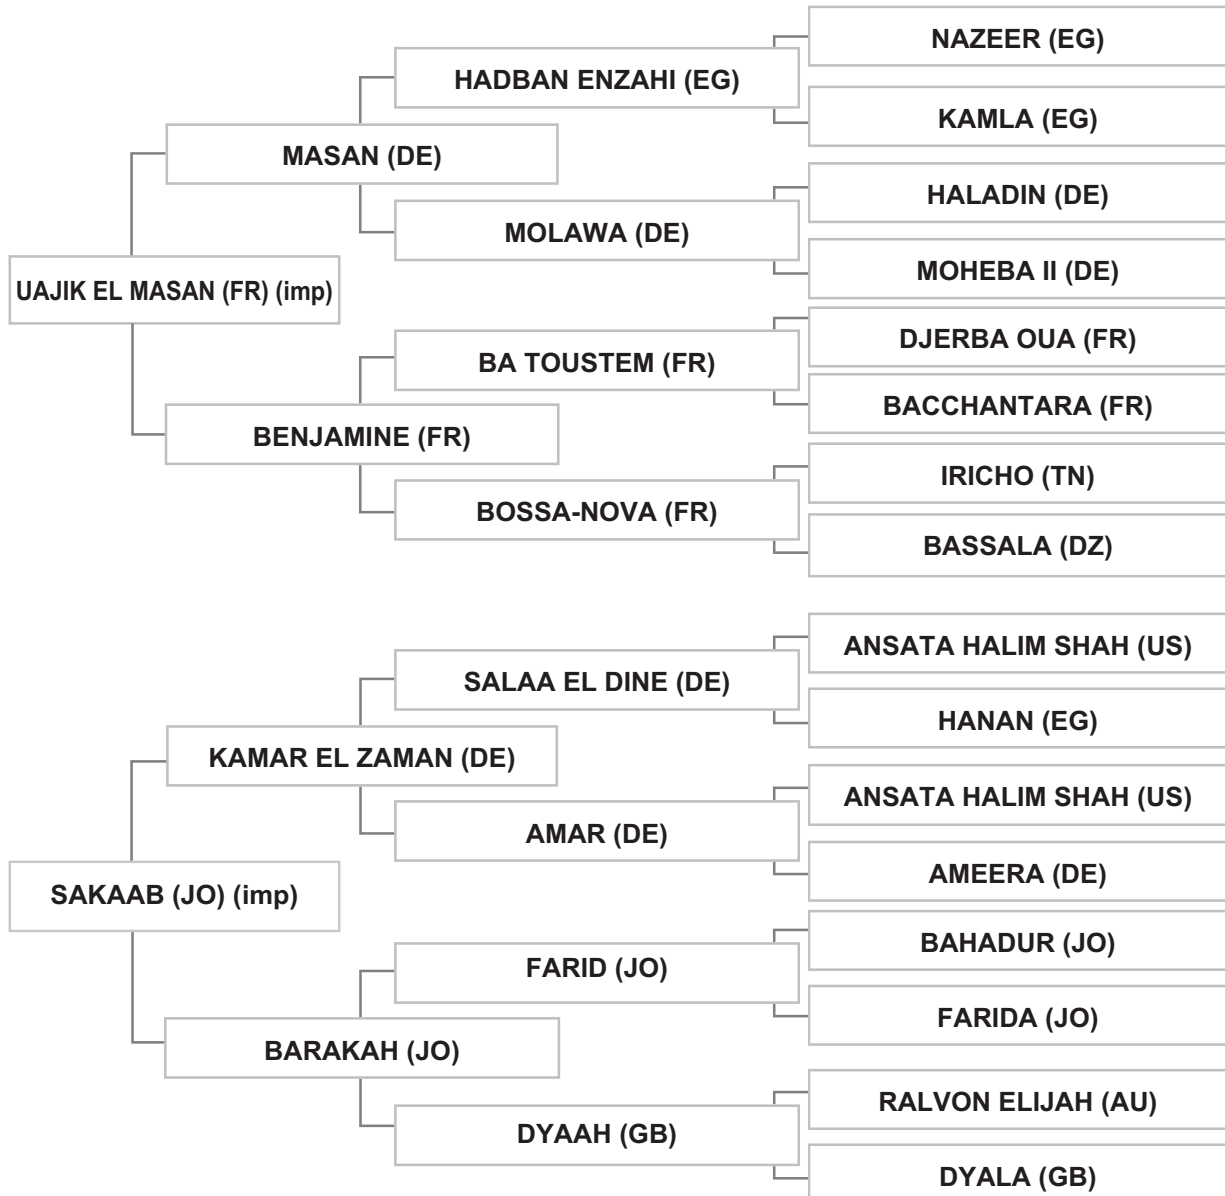 NAZEER (EG)
HADBAN ENZAHI (EG)
KAMLA (EG)
MASAN (DE)
HALADIN (DE)
MOLAWA (DE)
MOHEBA II (DE)
UAJIK EL MASAN (FR) (imp)
DJERBA OUA (FR)
BA TOUSTEM (FR)
BACCHANTARA (FR)
BENJAMINE (FR)
IRICHO (TN)
BOSSA-NOVA (FR)
BASSALA (DZ)
ANSATA HALIM SHAH (US)
SALAA EL DINE (DE)
HANAN (EG)
KAMAR EL ZAMAN (DE)
ANSATA HALIM SHAH (US)
AMAR (DE)
AMEERA (DE)
SAKAAB (JO) (imp)
BAHADUR (JO)
FARID (JO)
FARIDA (JO)
BARAKAH (JO)
RALVON ELIJAH (AU)
DYAAH (GB)
DYALA (GB)